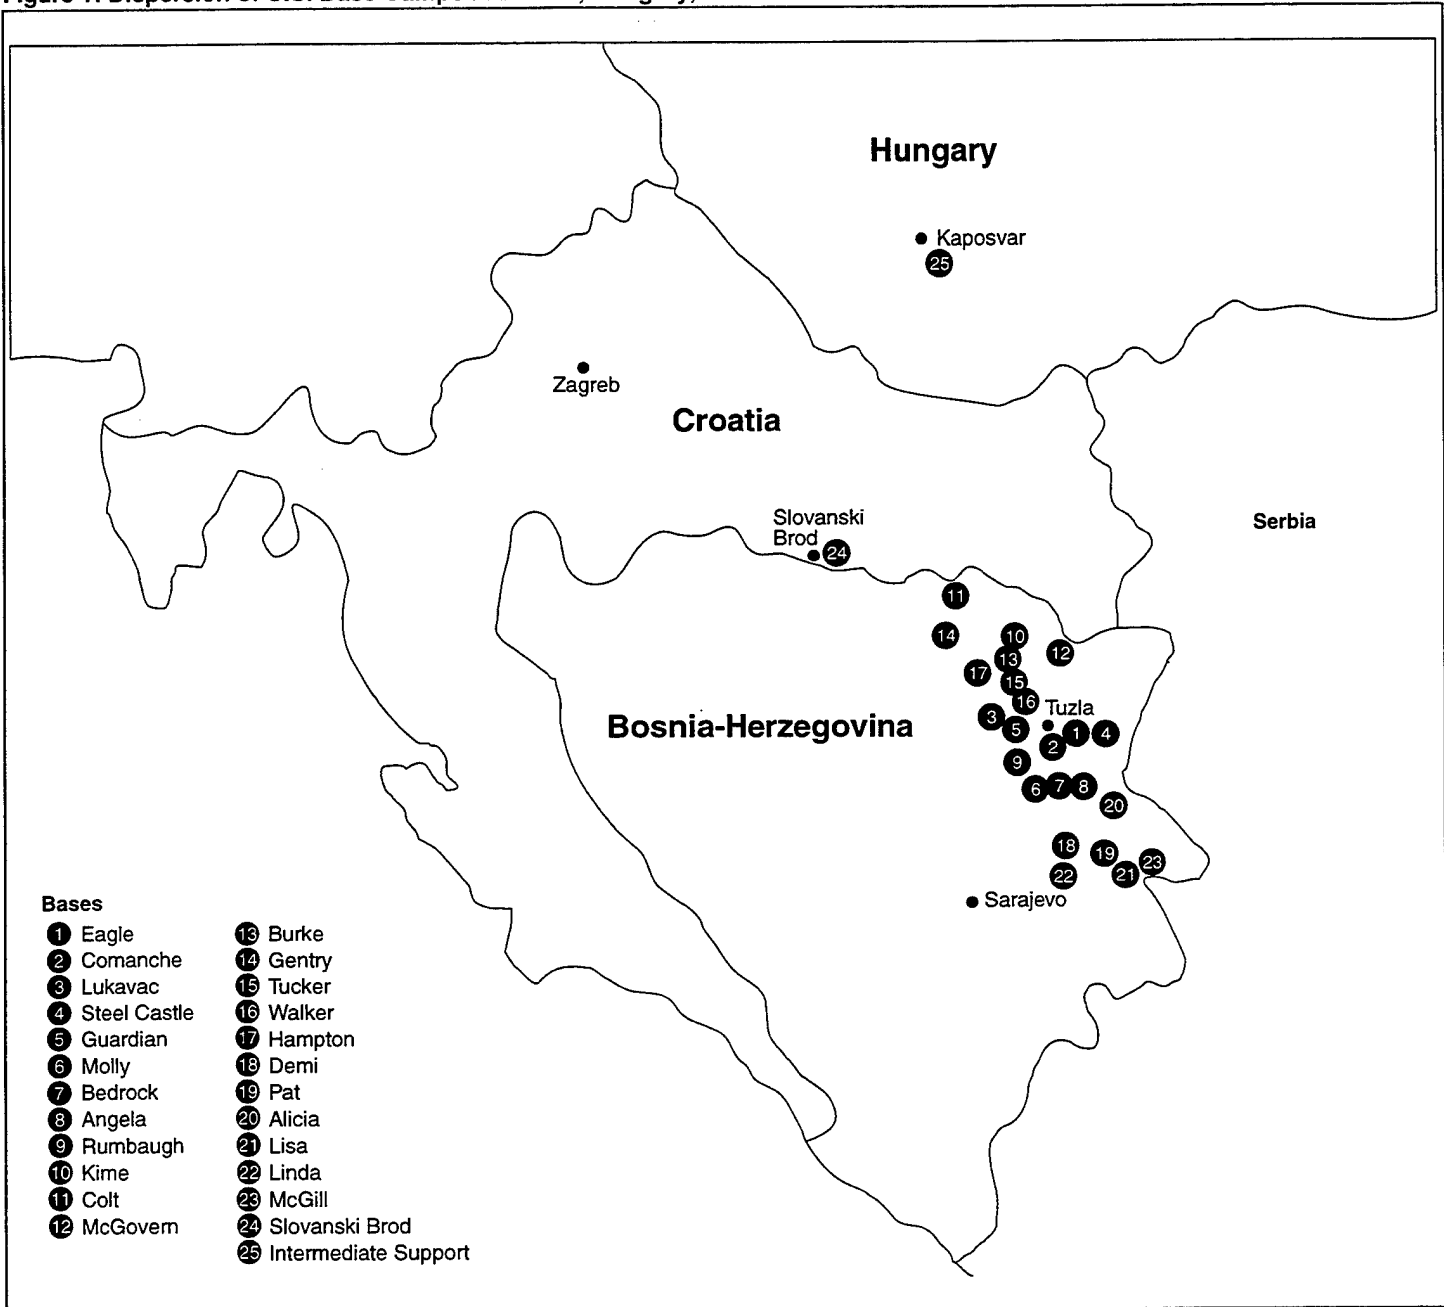 Hungary
Kaposvar
25
Zagreb
Croatia
Slovanski
Brod
24
Serbia
11
14
10
12
13
17
15
16
Tuzla
3
5
1
4
2
Bosnia-Herzegovina
9
6
7
8
20
18
19
23
22
21
Sarajevo
Bases
1 Eagle
2 Comanche
3 Lukavac
4 Steel Castle
5 Guardian
6 Molly
7 Bedrock
8 Angela
9 Rumbaugh
10 Kime
11 Colt
12 McGovern
13 Burke
14 Gentry
15 Tucker
16 Walker
17 Hampton
18 Demi
19 Pat
20 Alicia
21 Lisa
22 Linda
23 McGill
24 Slovanski Brod
25 Intermediate Support